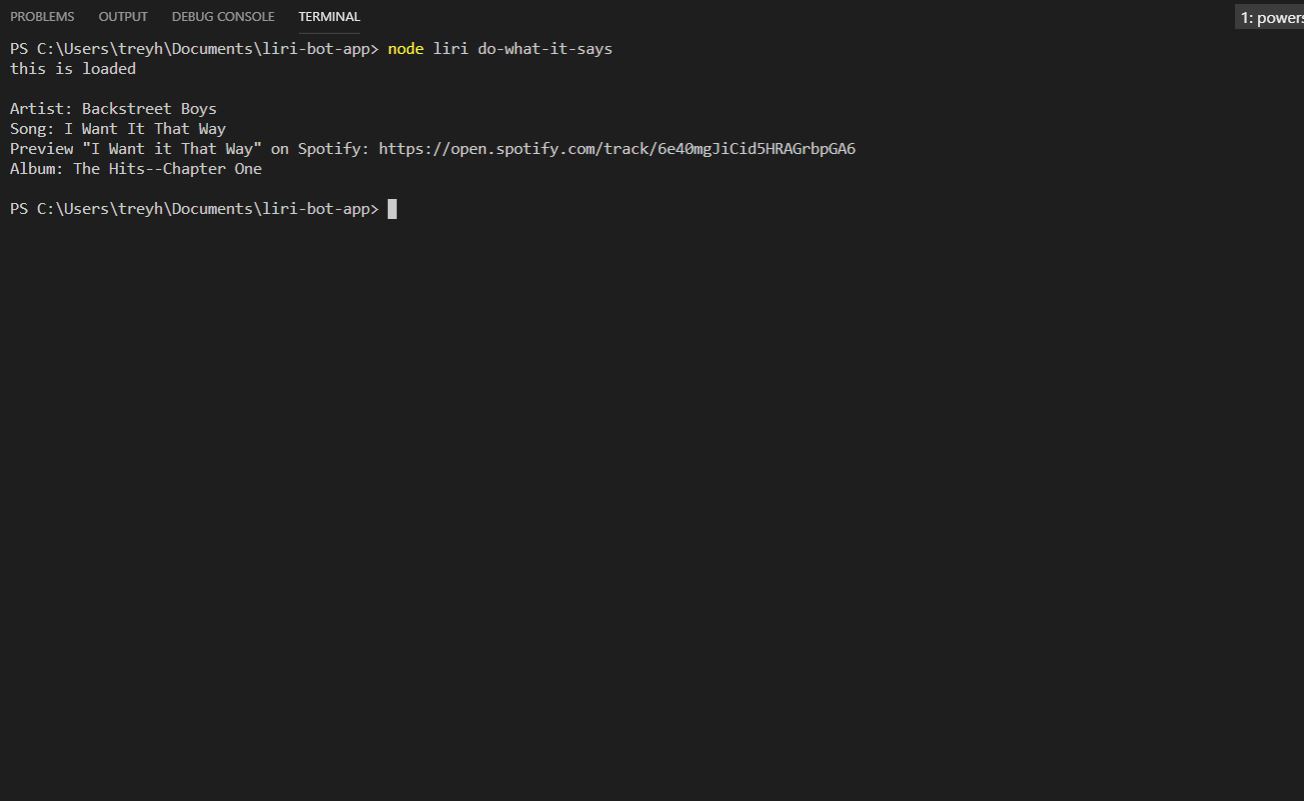 PROBLEMS OUTPUT DEBUG CONSOLE TERMINAL 1: powers
PS C:\Users\treyh\Documents\liri-bot-app> node liri do-what-it-says
this is loaded
Artist: Backstreet Boys
Song: I Want It That Way
Preview "I Want it That Way" on Spotify: https://open.spotify.com/track/6e40mgJiCid5HRAGrbpGA6
Album: The Hits--Chapter One
PS C:\Users\treyh\Documents\liri-bot-app>